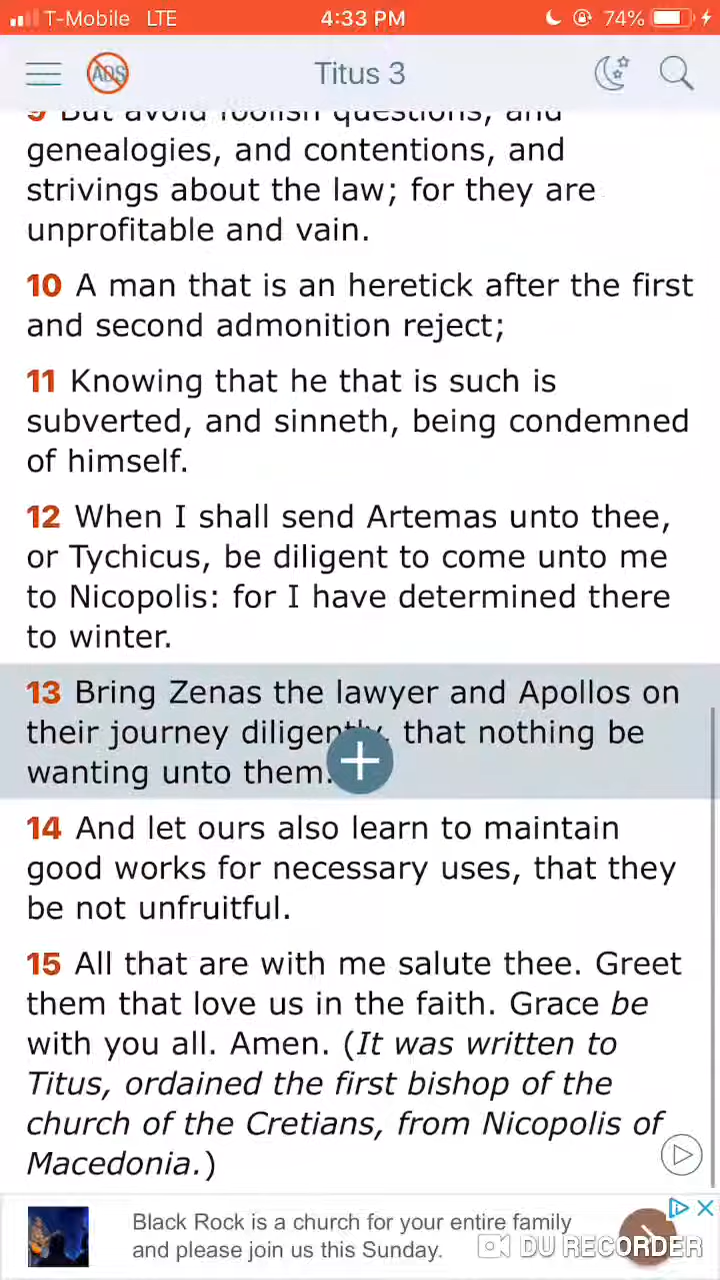 T-Mobile LTE 4:33 PM 74%
ADS Titus 3
9 But avoid foolish questions, and
genealogies, and contentions, and
strivings about the law; for they are
unprofitable and vain.
10 A man that is an heretick after the first
and second admonition reject;
11 Knowing that he that is such is
subverted, and sinneth, being condemned
of himself.
12 When I shall send Artemas unto thee,
or Tychicus, be diligent to come unto me
to Nicopolis: for I have determined there
to winter.
13 Bring Zenas the lawyer and Apollos on
their journey diligently, that nothing be
wanting unto them.
14 And let ours also learn to maintain
good works for necessary uses, that they
be not unfruitful.
15 All that are with me salute thee. Greet
them that love us in the faith. Grace be
with you all. Amen. (It was written to
Titus, ordained the first bishop of the
church of the Cretians, from Nicopolis of
Macedonia.)
Black Rock is a church for your entire family
and please join us this Sunday.
DU RECORDER